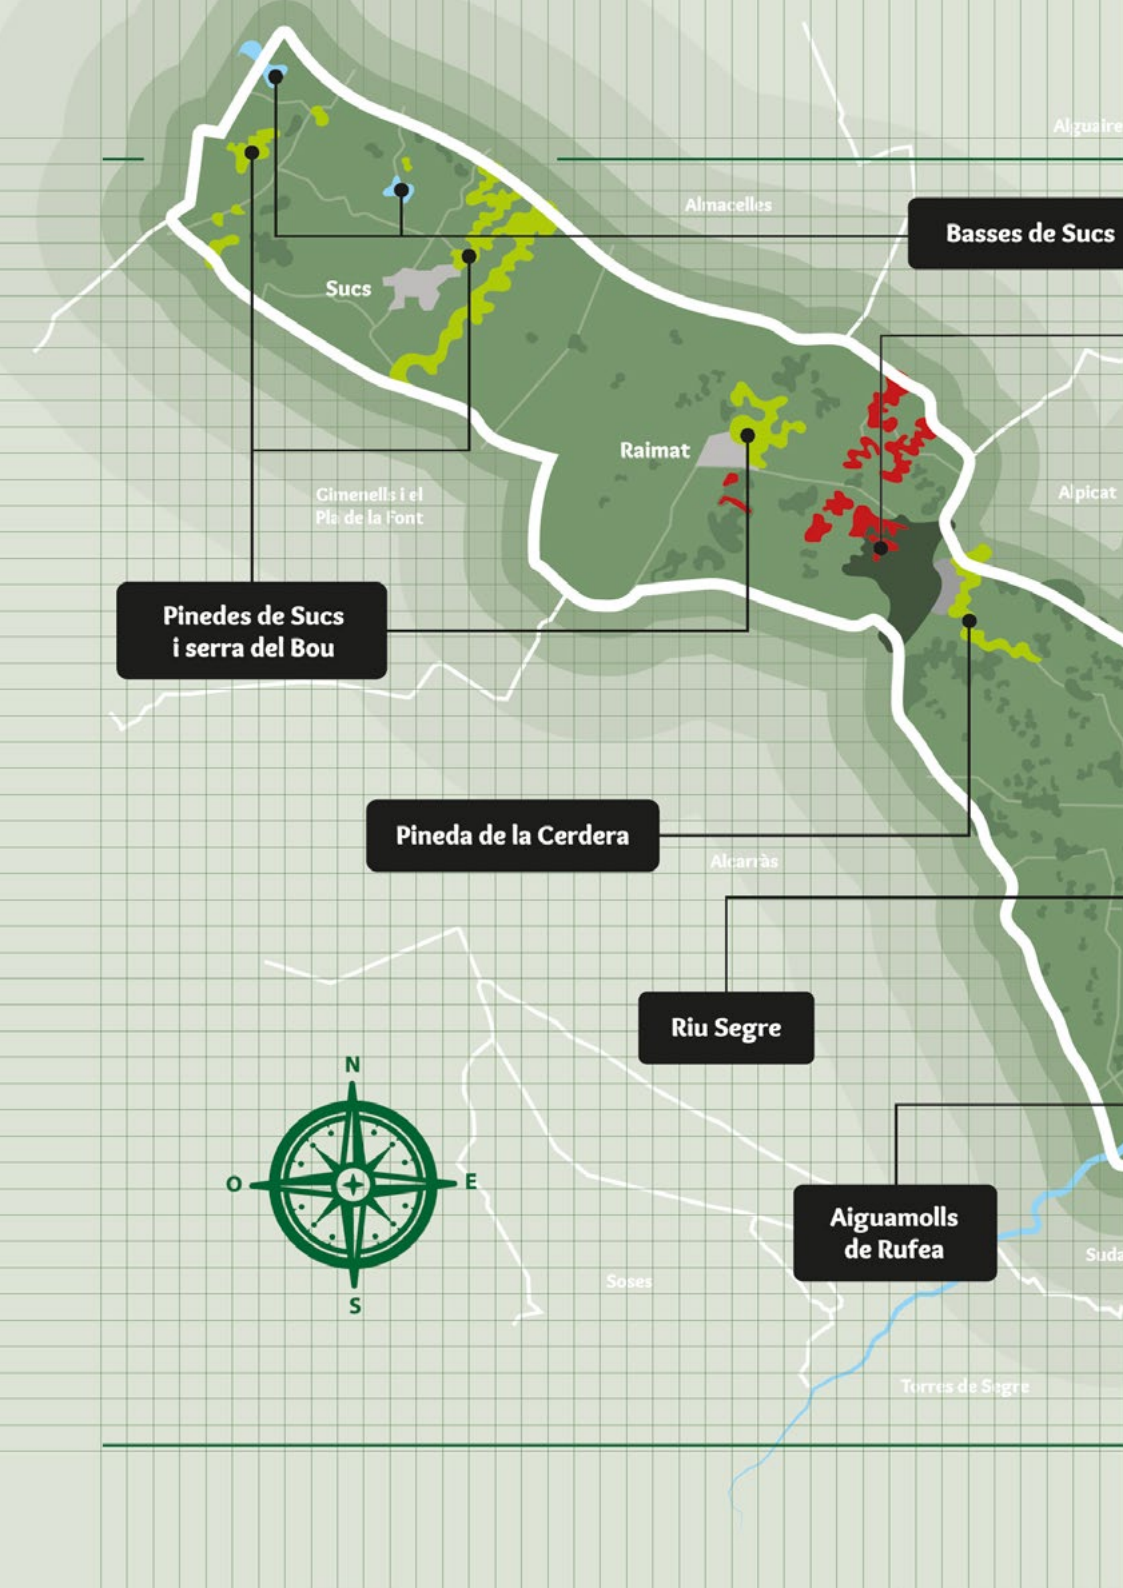 Alguaire
Almacelles
Basses de Sucs
Sucs
Raimat
Gimenells i el
Pla de la Font
Alpicat
Pinedes de Sucs
i serra del Bou
Pineda de la Cerdera
Alcarràs
Riu Segre
N
O
E
S
Aiguamolls
de Rufea
Suda
Soses
Torres de Segre